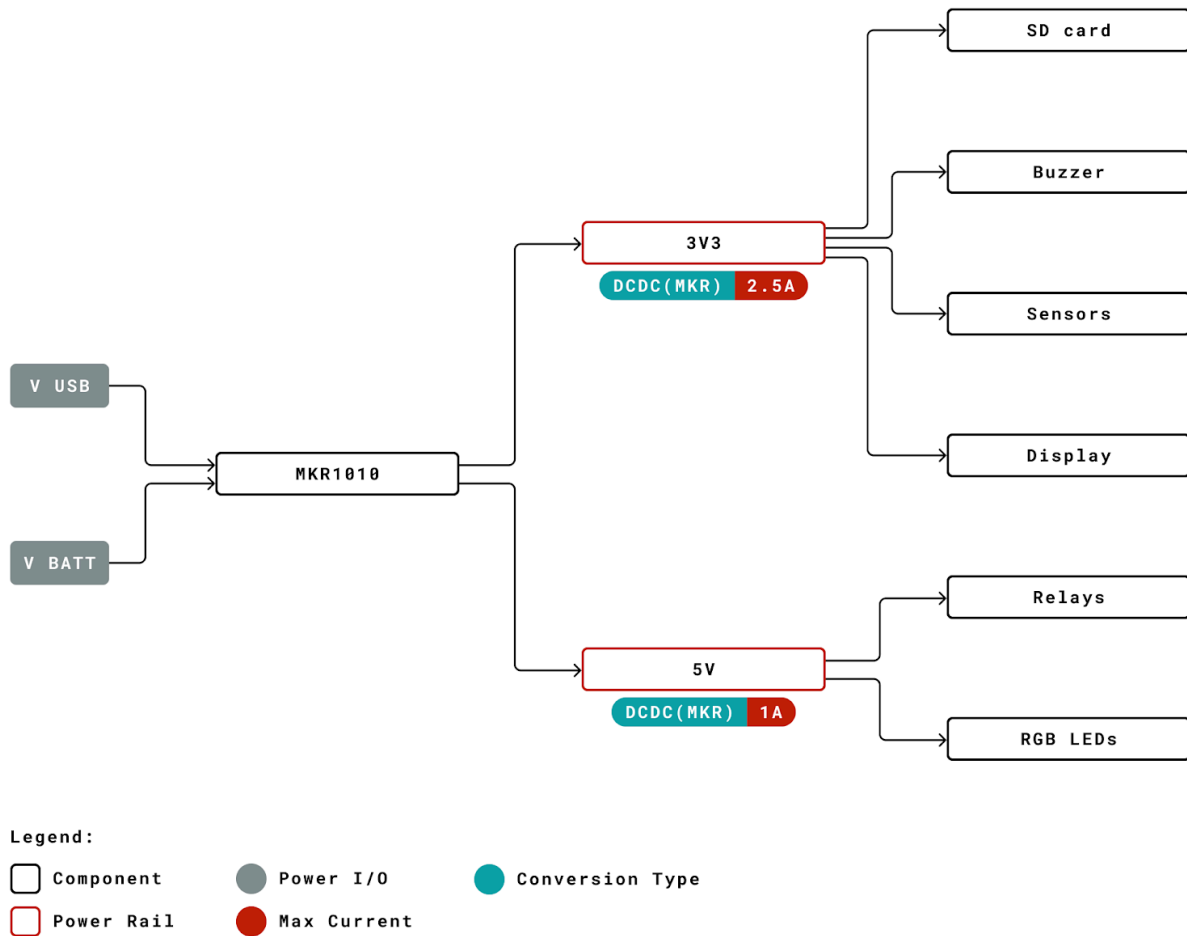 SD card
Buzzer
3V3
DCDC(MKR) 2.5A
Sensors
V USB
MKR1010
Display
V BATT
Relays
5V
DCDC(MKR) 1A
RGB LEDs
Legend:
Component
Power I/O
Conversion Type
Power Rail
Max Current